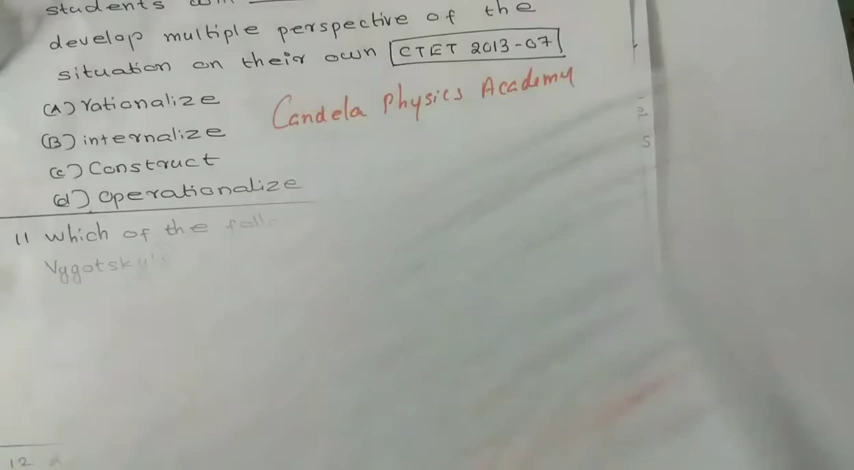 students
develop multiple perspective of the
situation on their own CTET 2013-07
(A) rationalize
Candela Physics Academy
(B) internalize
(c) Construct
(d) Operationalize
11 Which of the
Vygotsky's
12